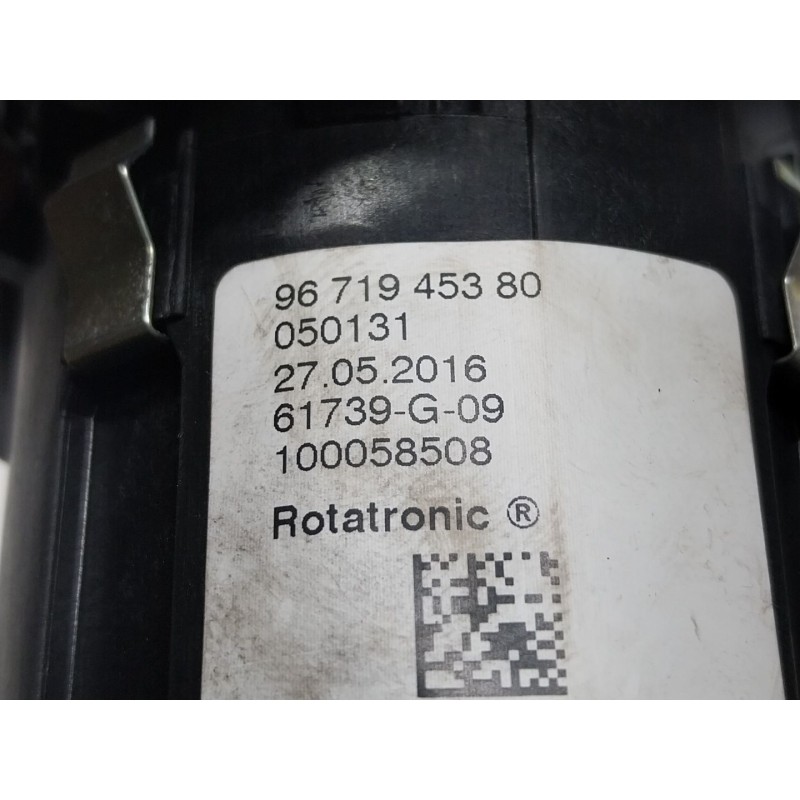 96 719 453 80
050131
27.05.2016
61739-G-09
100058508
Rotatronic ®